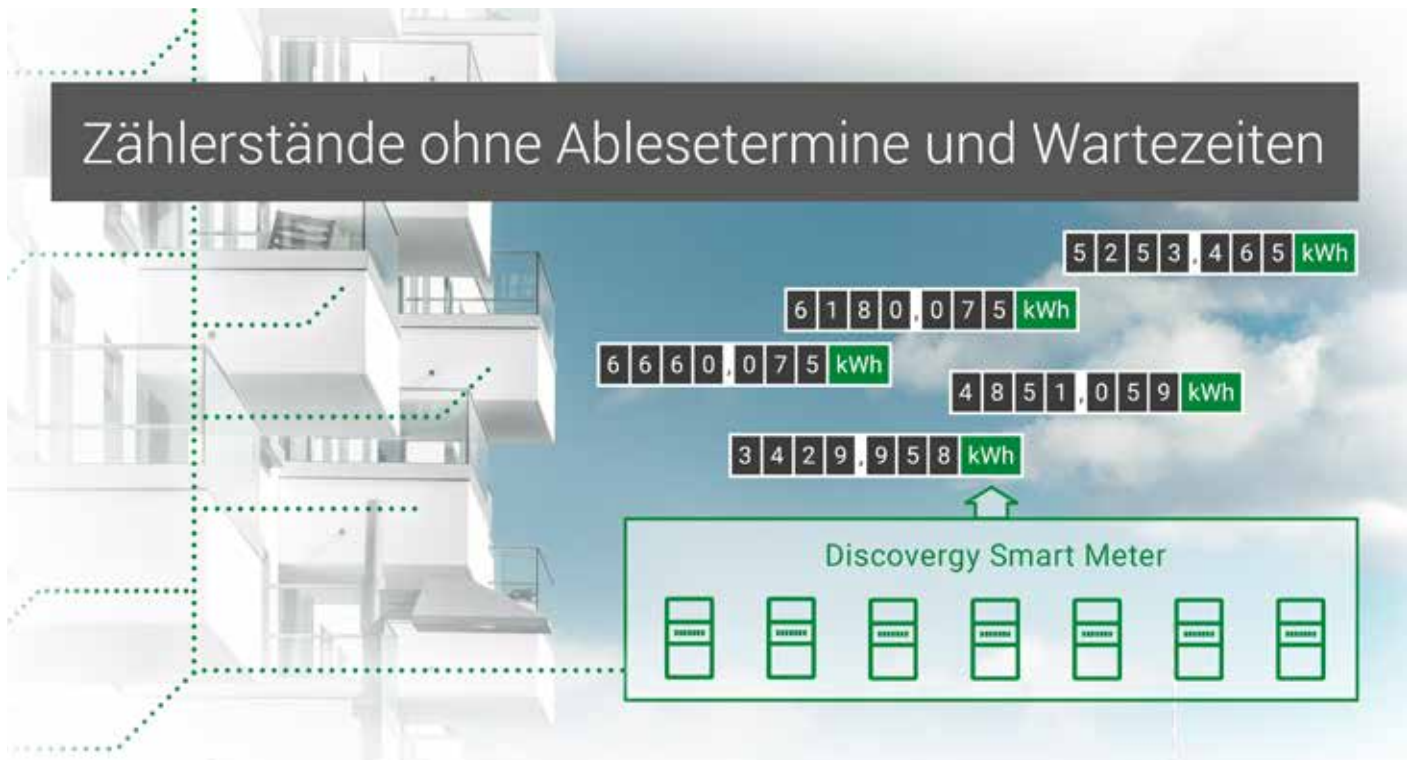 Zählerstände ohne Ablesetermine und Wartezeiten
5253,465 kWh
6180,075 kWh
6660,075 kWh
4851,059 kWh
3429,958 kWh
Discovergy Smart Meter